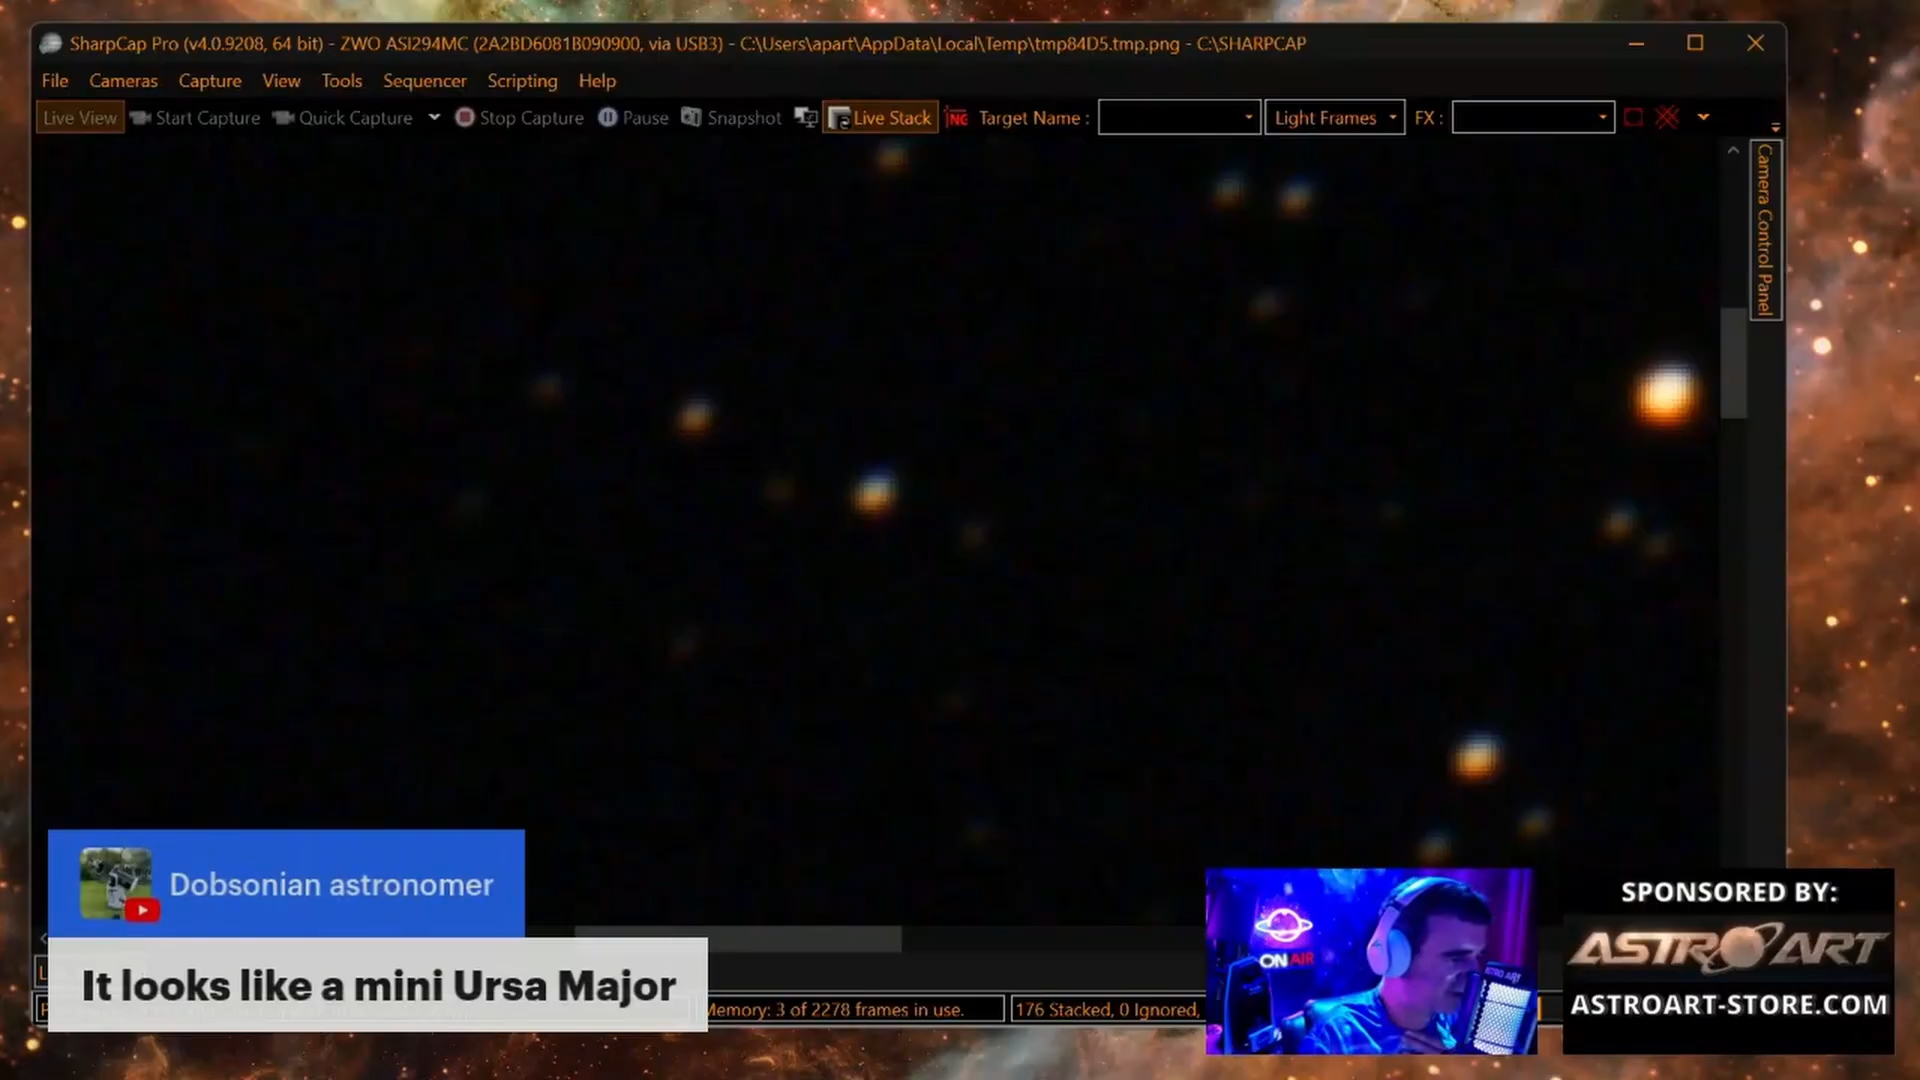 SharpCap Pro (v4.0.9208, 64 bit) - ZWO ASI294MC (2A2BD6081B090900, via USB3) - C:\Users\apart\AppData\Local\Temp\tmp84D5.tmp.png - C:\SHARPCAP
File Cameras Capture View Tools Sequencer Scripting Help
Live View Start Capture Quick Capture Stop Capture Pause Snapshot Live Stack NG Target Name : Light Frames FX :
Camera Control Panel
Dobsonian astronomer
It looks like a mini Ursa Major
Memory: 3 of 2278 frames in use. 176 Stacked, 0 Ignored,
ON AIR
ASTRO ART
SPONSORED BY:
ASTROART
ASTROART-STORE.COM